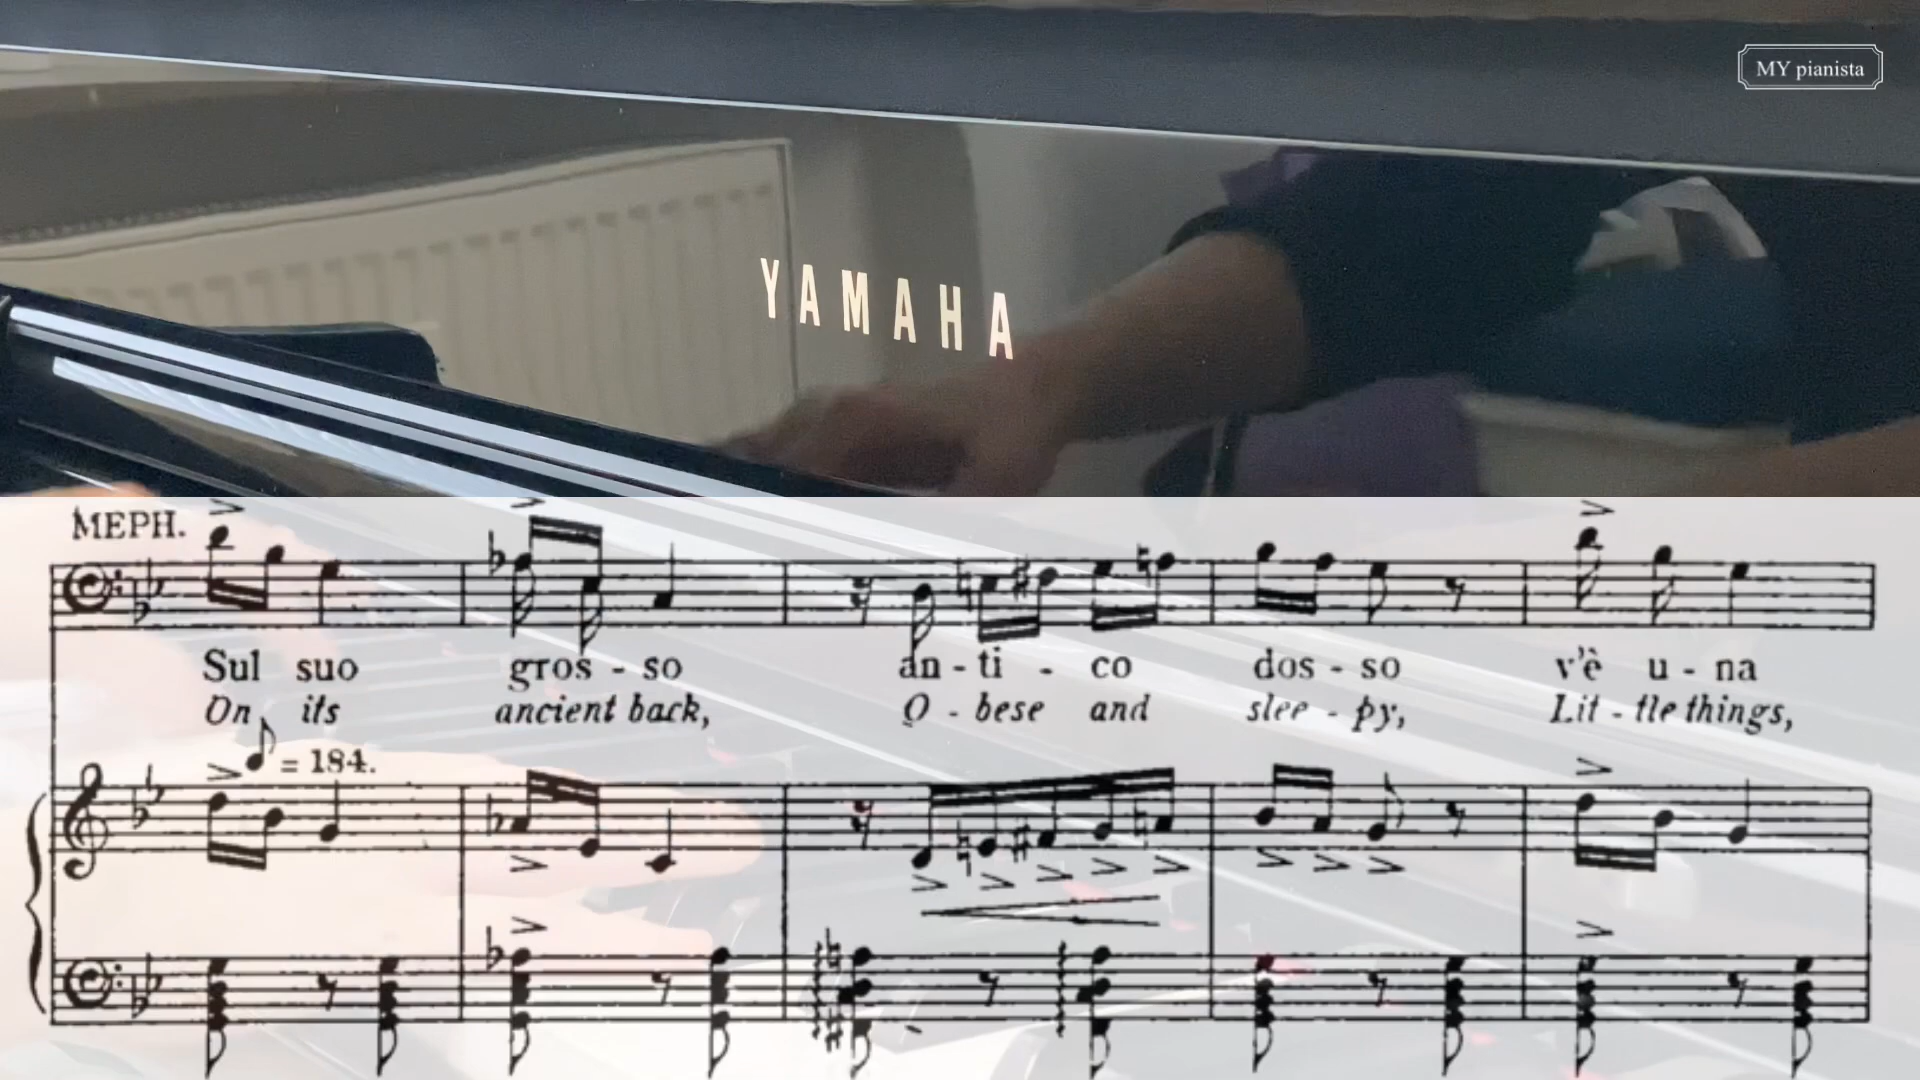 MY pianista
YAMAHA
MEPH.
Sul suo gros - so an - ti - co dos - so v'è u - na
On its ancient back, O - bese and slee - py, Lit - tle things,
= 184.